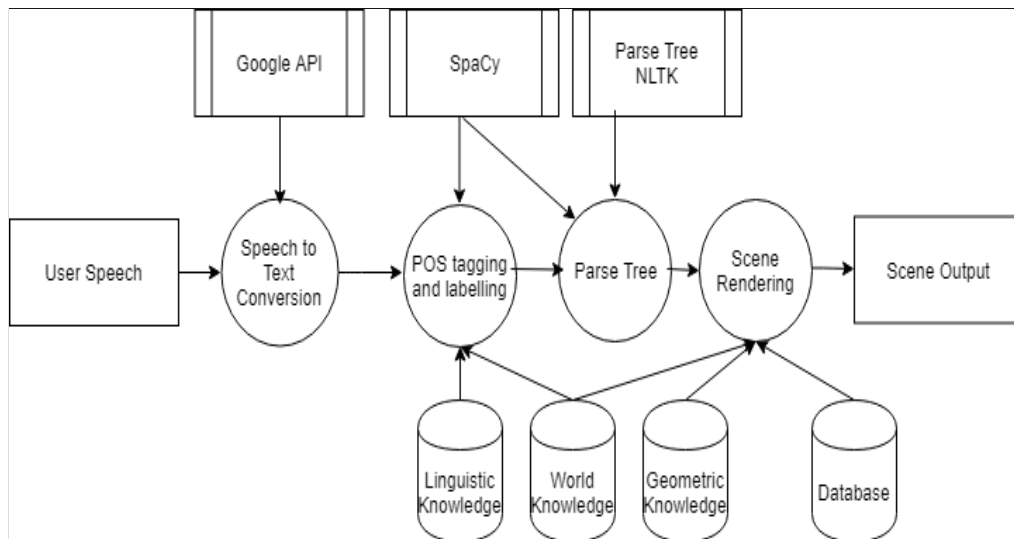 Google API
SpaCy
Parse Tree
NLTK
User Speech
Speech to
Text
Conversion
POS tagging
and labelling
Parse Tree
Scene
Rendering
Scene Output
Linguistic
Knowledge
World
Knowledge
Geometric
Knowledge
Database